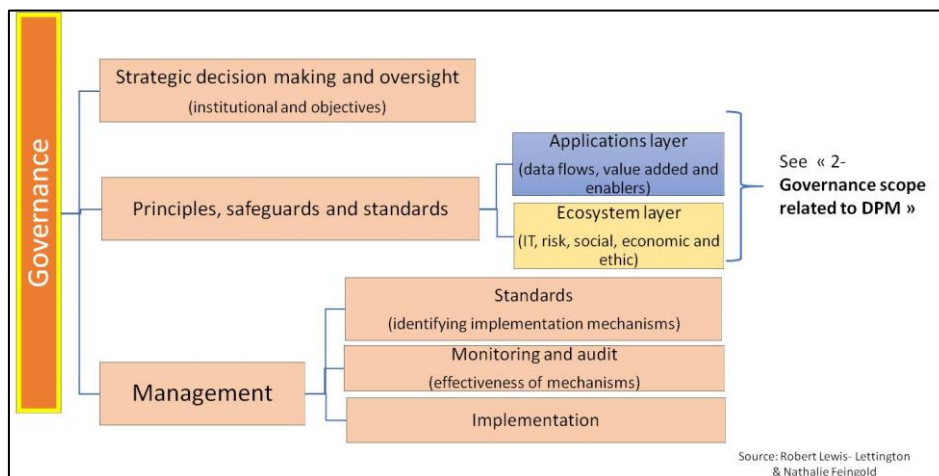 Governance
Strategic decision making and oversight
(institutional and objectives)
Principles, safeguards and standards
Applications layer
(data flows, value added and
enablers)
Ecosystem layer
(IT, risk, social, economic and
ethic)
See « 2-
Governance scope
related to DPM »
Management
Standards
(identifying implementation mechanisms)
Monitoring and audit
(effectiveness of mechanisms)
Implementation
Source: Robert Lewis- Lettington
& Nathalie Feingold